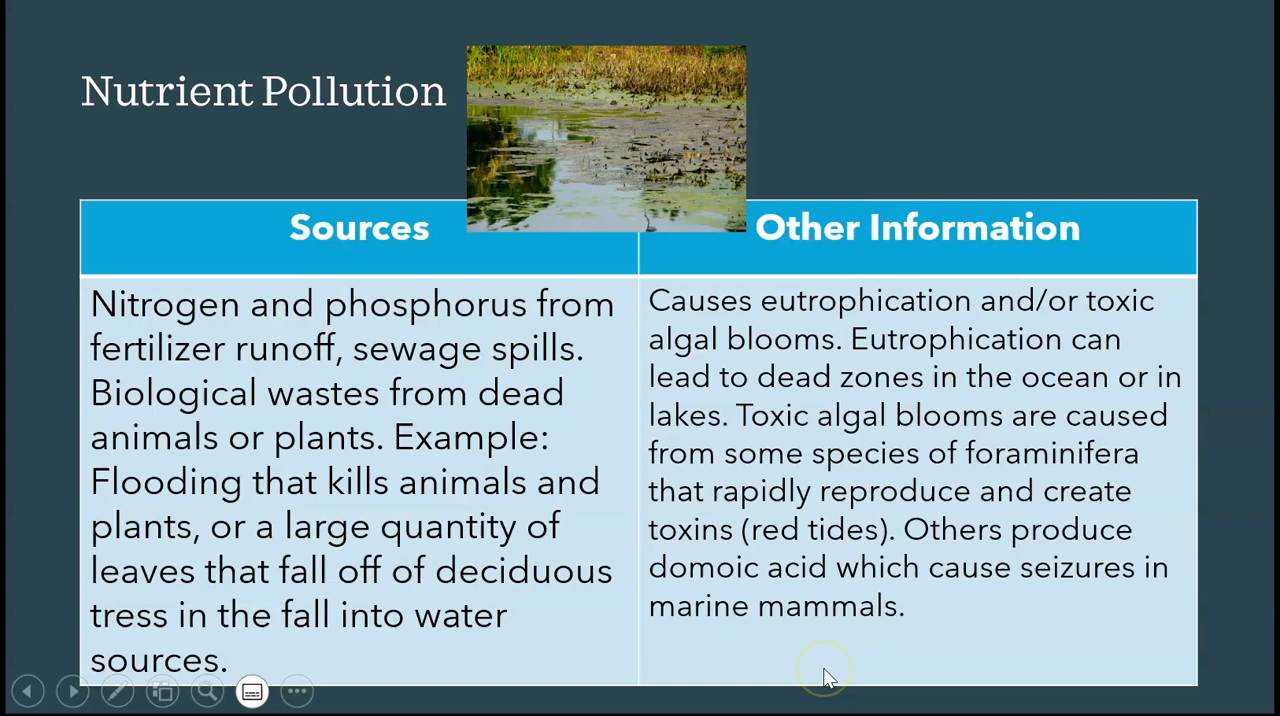 Nutrient Pollution
Sources
Other Information
Nitrogen and phosphorus from
fertilizer runoff, sewage spills.
Biological wastes from dead
animals or plants. Example:
Flooding that kills animals and
plants, or a large quantity of
leaves that fall off of deciduous
tress in the fall into water
sources.
Causes eutrophication and/or toxic
algal blooms. Eutrophication can
lead to dead zones in the ocean or in
lakes. Toxic algal blooms are caused
from some species of foraminifera
that rapidly reproduce and create
toxins (red tides). Others produce
domoic acid which cause seizures in
marine mammals.